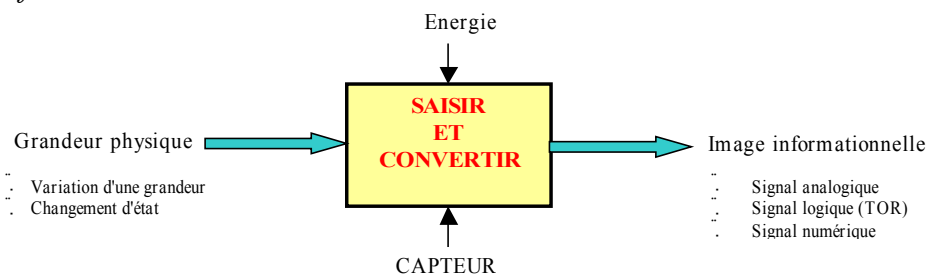 Energie
SAISIR
ET
CONVERTIR
Grandeur physique
Variation d'une grandeur
Changement d'état
Image informationnelle
Signal analogique
Signal logique (TOR)
Signal numérique
CAPTEUR